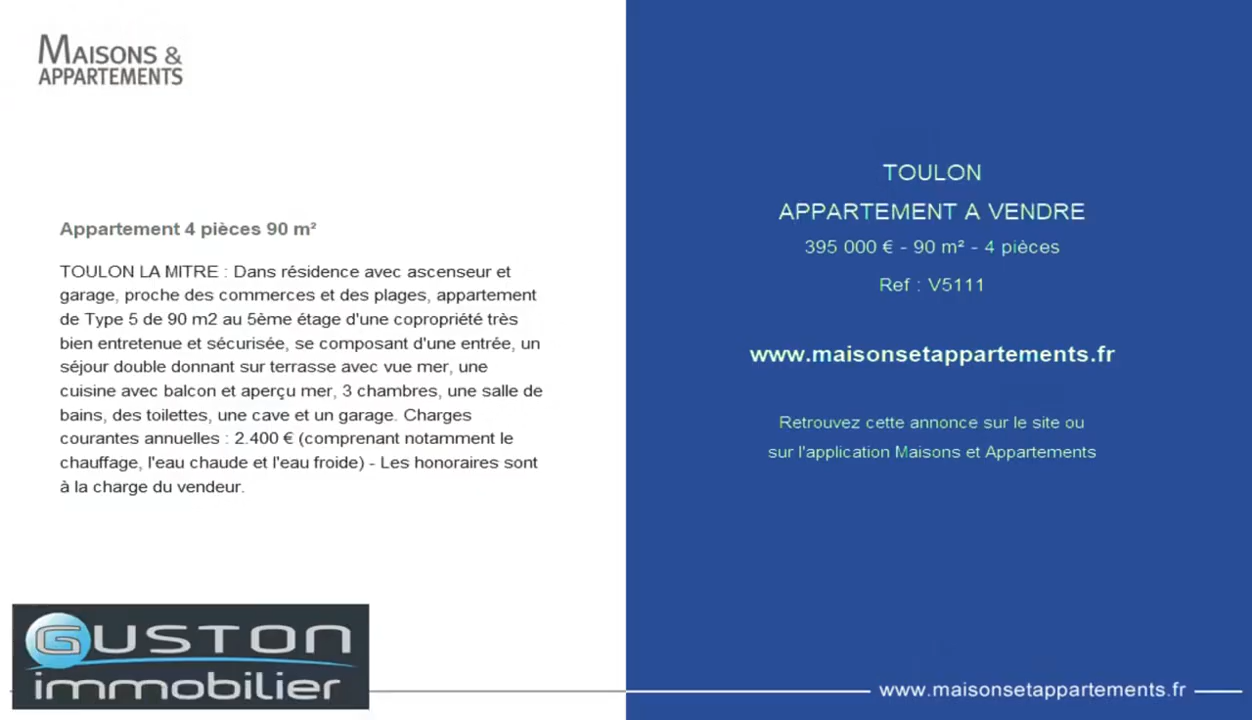 MAISONS &
APPARTEMENTS
Appartement 4 pièces 90 m²
TOULON LA MITRE : Dans résidence avec ascenseur et
garage, proche des commerces et des plages, appartement
de Type 5 de 90 m2 au 5ème étage d'une copropriété très
bien entretenue et sécurisée, se composant d'une entrée, un
séjour double donnant sur terrasse avec vue mer, une
cuisine avec balcon et aperçu mer, 3 chambres, une salle de
bains, des toilettes, une cave et un garage. Charges
courantes annuelles : 2.400 € (comprenant notamment le
chauffage, l'eau chaude et l'eau froide) - Les honoraires sont
à la charge du vendeur.
GUSTON
immobilier
TOULON
APPARTEMENT A VENDRE
395 000 € - 90 m² - 4 pièces
Ref : V5111
www.maisonsetappartements.fr
Retrouvez cette annonce sur le site ou
sur l'application Maisons et Appartements
www.maisonsetappartements.fr